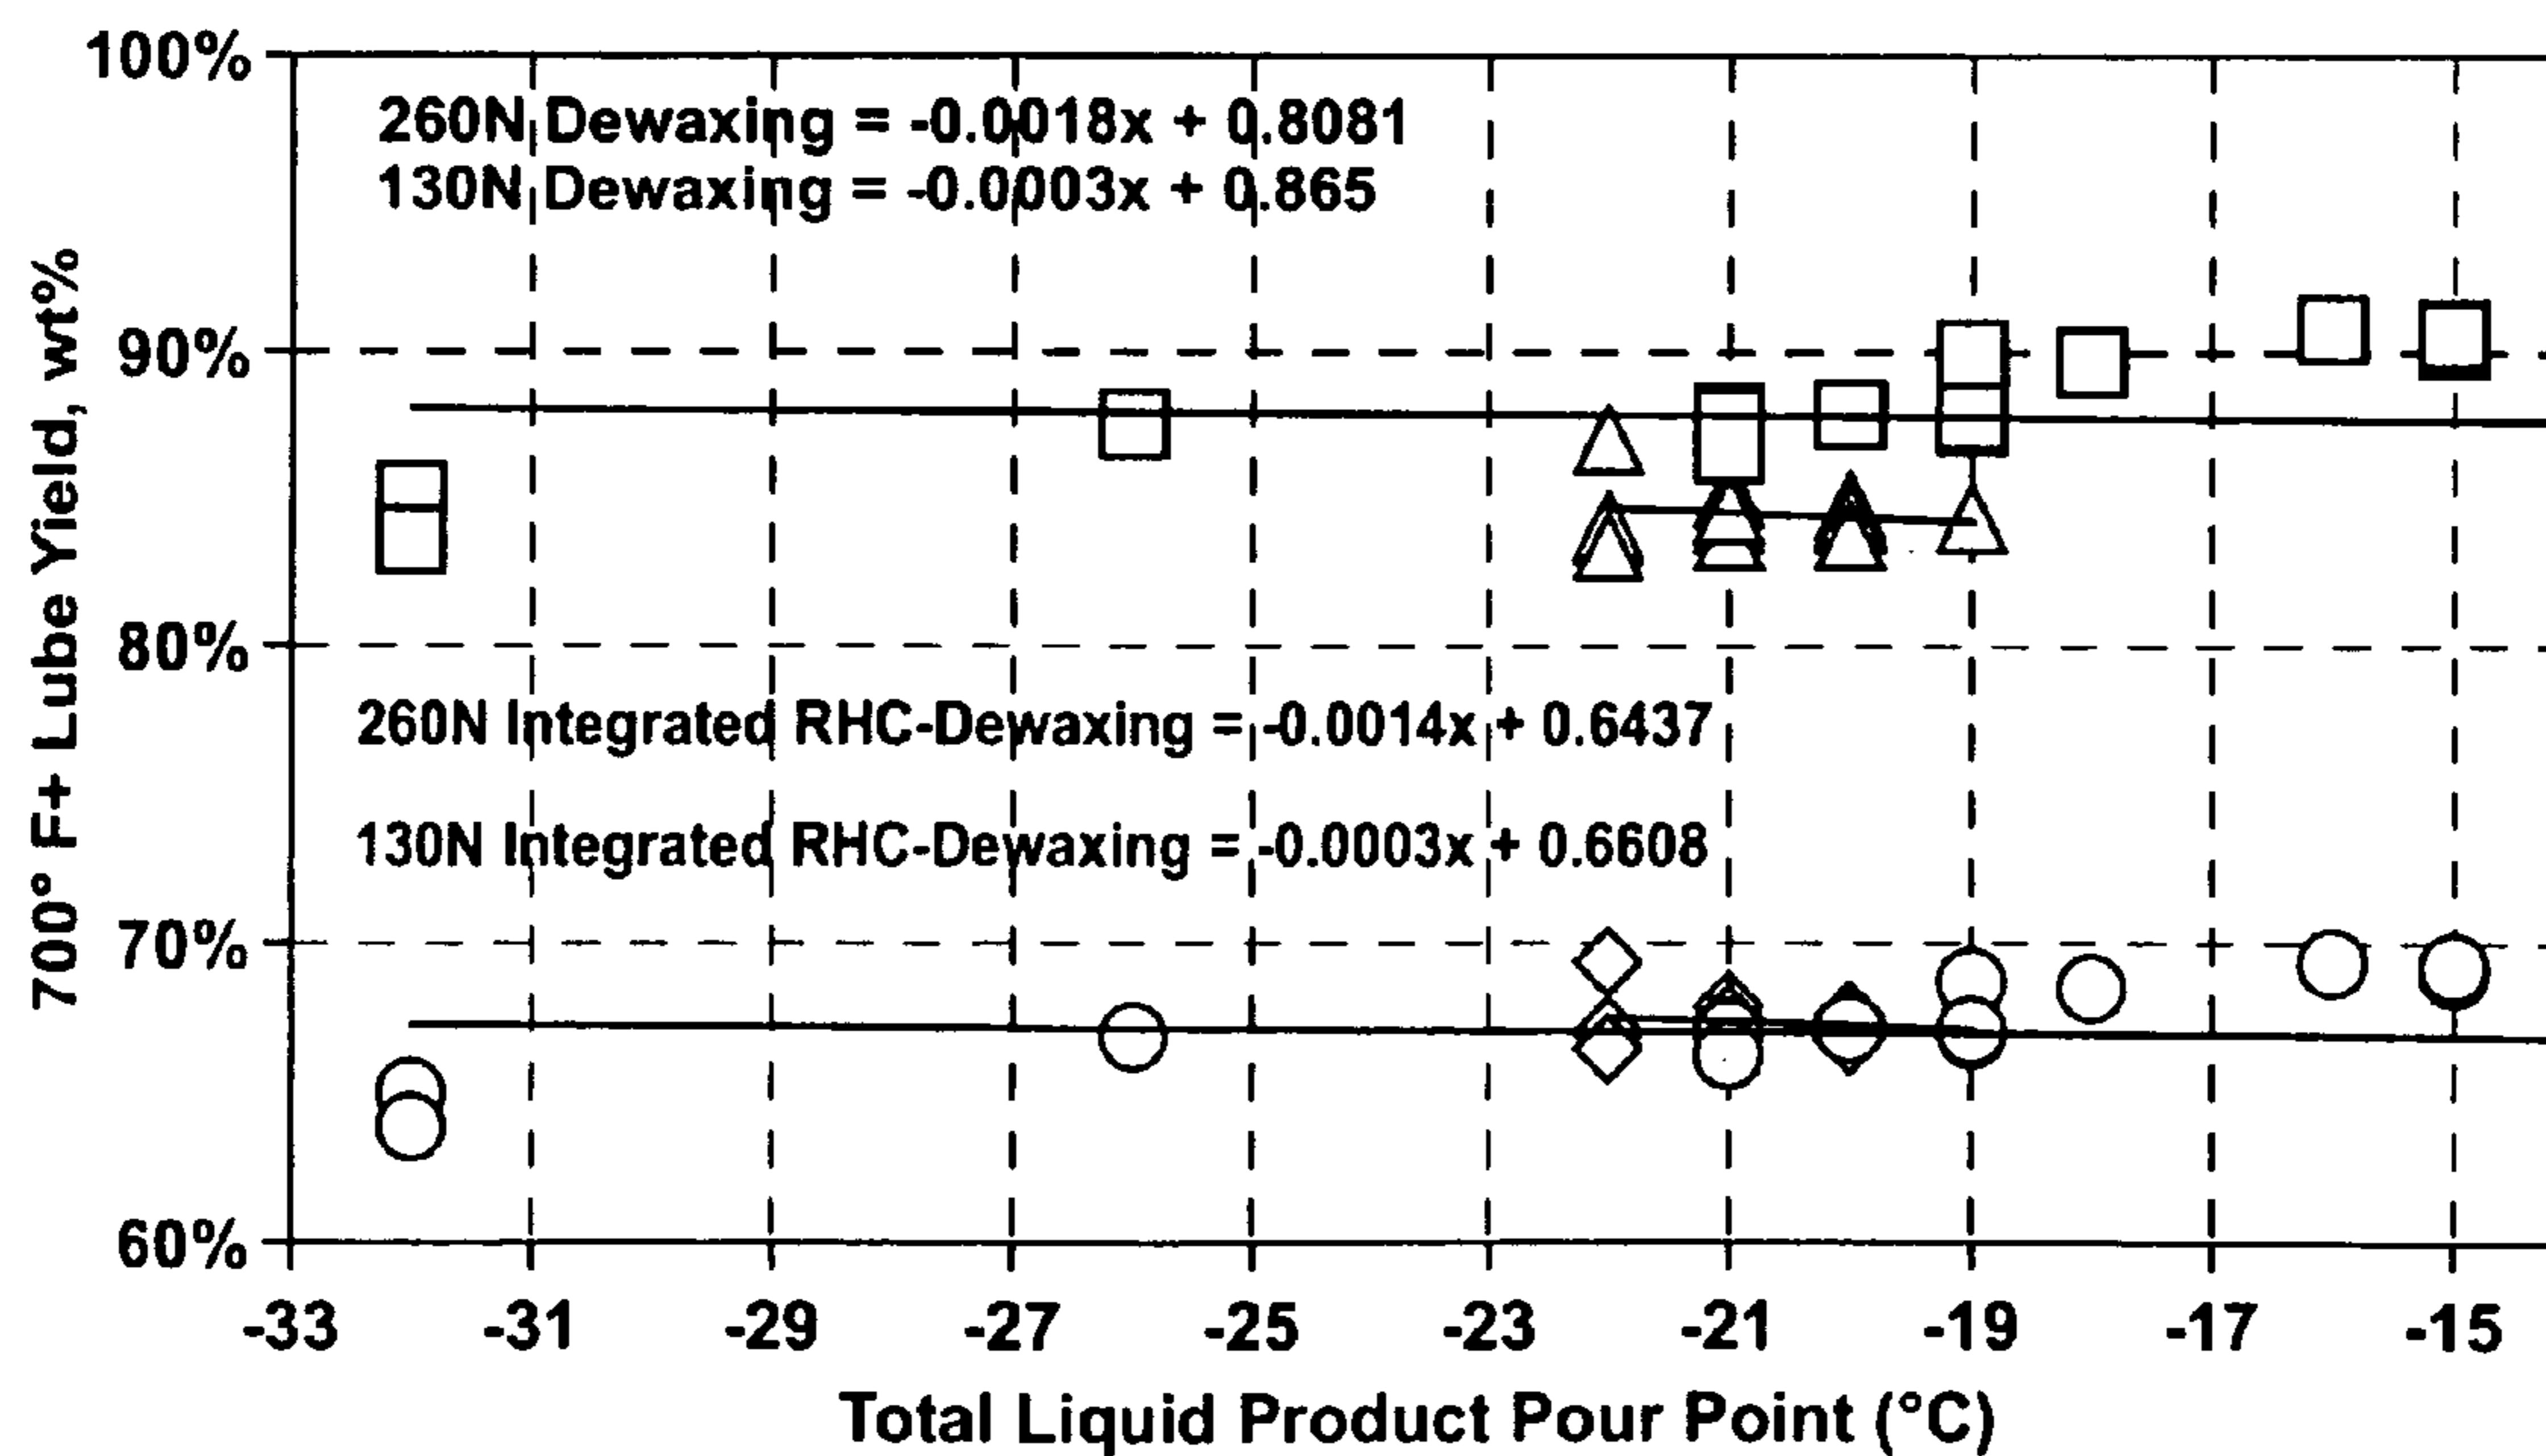 100%
260N Dewaxing = -0.0018x + 0.8081
130N Dewaxing = -0.0003x + 0.865
90%
80%
260N Integrated RHC-Dewaxing = -0.0014x + 0.6437
130N Integrated RHC-Dewaxing = -0.0003x + 0.6608
70%
60%
700° F+ Lube Yield, wt%
-33 -31 -29 -27 -25 -23 -21 -19 -17 -15
Total Liquid Product Pour Point (°C)